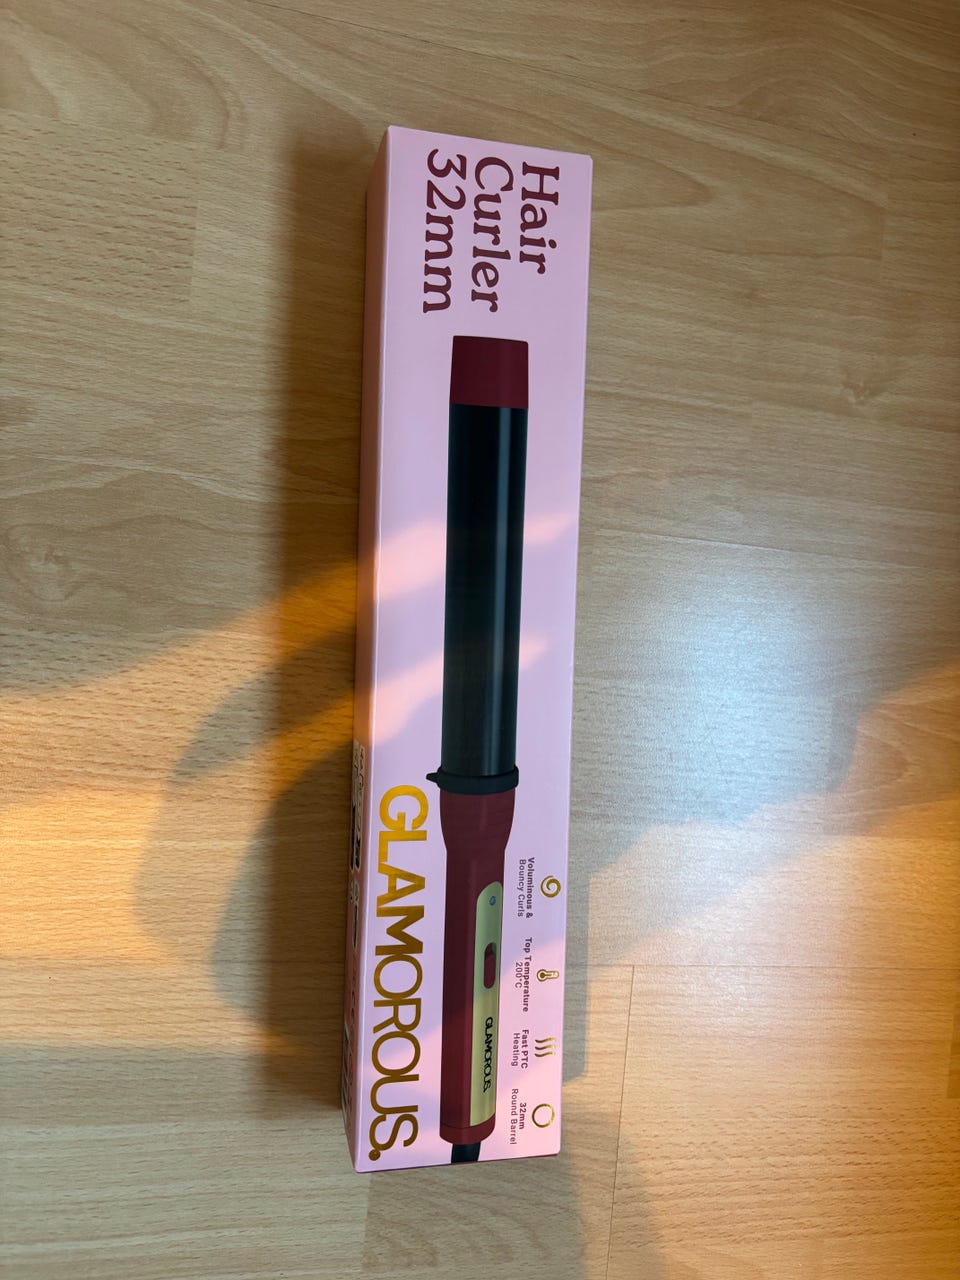 Hair
Curler
32mm
Voluminous &
Bouncy Curls
Top Temperature
200°C
Fast PTC
Heating
32mm
Round Barrel
GLAMOROUS.
GLAMOROUS.